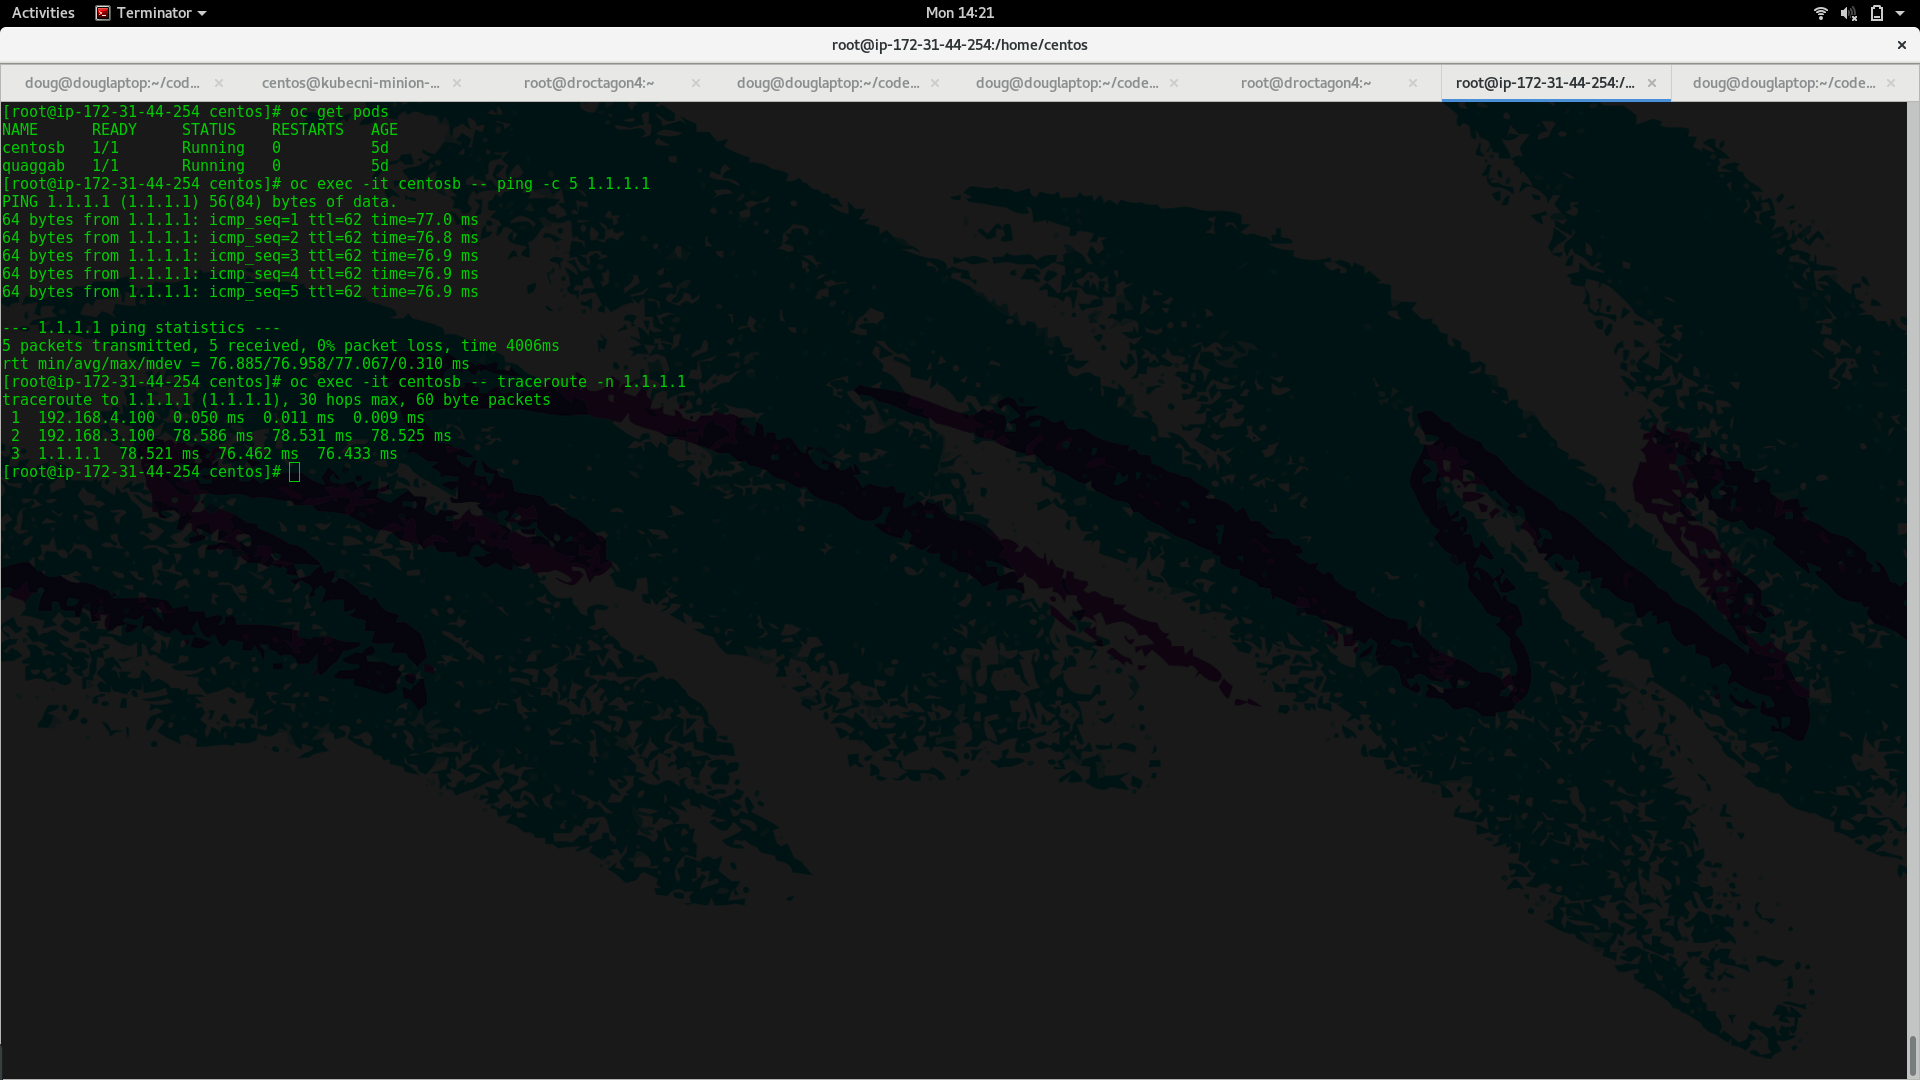 Activities Terminator Mon 14:21
root@ip-172-31-44-254:/home/centos
doug@douglaptop:~/cod... centos@kubecni-minion-... root@droctagon4:~ doug@douglaptop:~/code... doug@douglaptop:~/code... root@droctagon4:~ root@ip-172-31-44-254:/... doug@douglaptop:~/code...
[root@ip-172-31-44-254 centos]# oc get pods
NAME      READY     STATUS    RESTARTS   AGE
centosb   1/1       Running   0          5d
quaggab   1/1       Running   0          5d
[root@ip-172-31-44-254 centos]# oc exec -it centosb -- ping -c 5 1.1.1.1
PING 1.1.1.1 (1.1.1.1) 56(84) bytes of data.
64 bytes from 1.1.1.1: icmp_seq=1 ttl=62 time=77.0 ms
64 bytes from 1.1.1.1: icmp_seq=2 ttl=62 time=76.8 ms
64 bytes from 1.1.1.1: icmp_seq=3 ttl=62 time=76.9 ms
64 bytes from 1.1.1.1: icmp_seq=4 ttl=62 time=76.9 ms
64 bytes from 1.1.1.1: icmp_seq=5 ttl=62 time=76.9 ms
--- 1.1.1.1 ping statistics ---
5 packets transmitted, 5 received, 0% packet loss, time 4006ms
rtt min/avg/max/mdev = 76.885/76.958/77.067/0.310 ms
[root@ip-172-31-44-254 centos]# oc exec -it centosb -- traceroute -n 1.1.1.1
traceroute to 1.1.1.1 (1.1.1.1), 30 hops max, 60 byte packets
 1  192.168.4.100  0.050 ms  0.011 ms  0.009 ms
 2  192.168.3.100  78.586 ms  78.531 ms  78.525 ms
 3  1.1.1.1  78.521 ms  76.462 ms  76.433 ms
[root@ip-172-31-44-254 centos]#